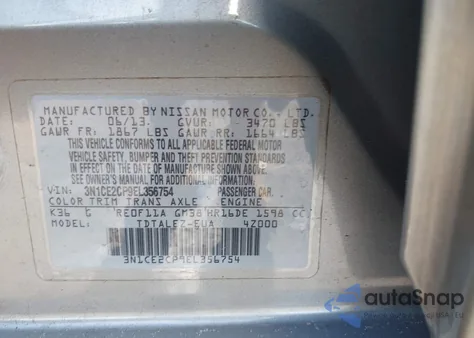 MANUFACTURED BY NISSAN MOTOR CO., LTD.
DATE: 06/13 GVWR: 3470 LBS
GAWR FR: 1867 LBS GAWR RR: 1664 LBS
THIS VEHICLE CONFORMS TO ALL APPLICABLE FEDERAL MOTOR
VEHICLE SAFETY, BUMPER AND THEFT PREVENTION STANDARDS
IN EFFECT ON THE DATE OF MANUFACTURE SHOWN ABOVE.
SEE OWNER'S MANUAL FOR ADDITIONAL INFORMATION
VIN: 3N1CE2CP9EL356754 PASSENGER CAR
COLOR TRIM TRANS AXLE ENGINE
K36 G RE0F11A GM38 HR16DE 1598 CC
MODEL: TDTALEZ-EUA 4Z000
3N1CE2CP9EL356754
autoSnap